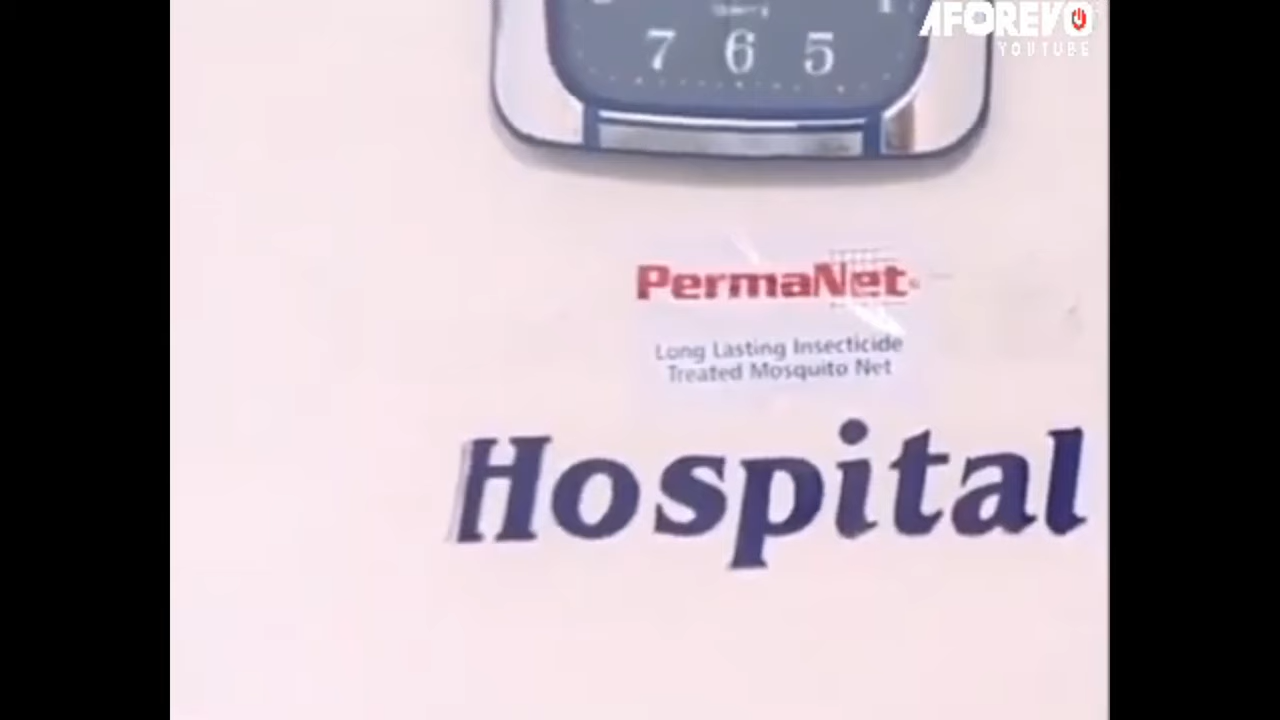 AFOREVO
YOUTUBE
7 6 5
PermaNet
Long Lasting Insecticide
Treated Mosquito Net
Hospital